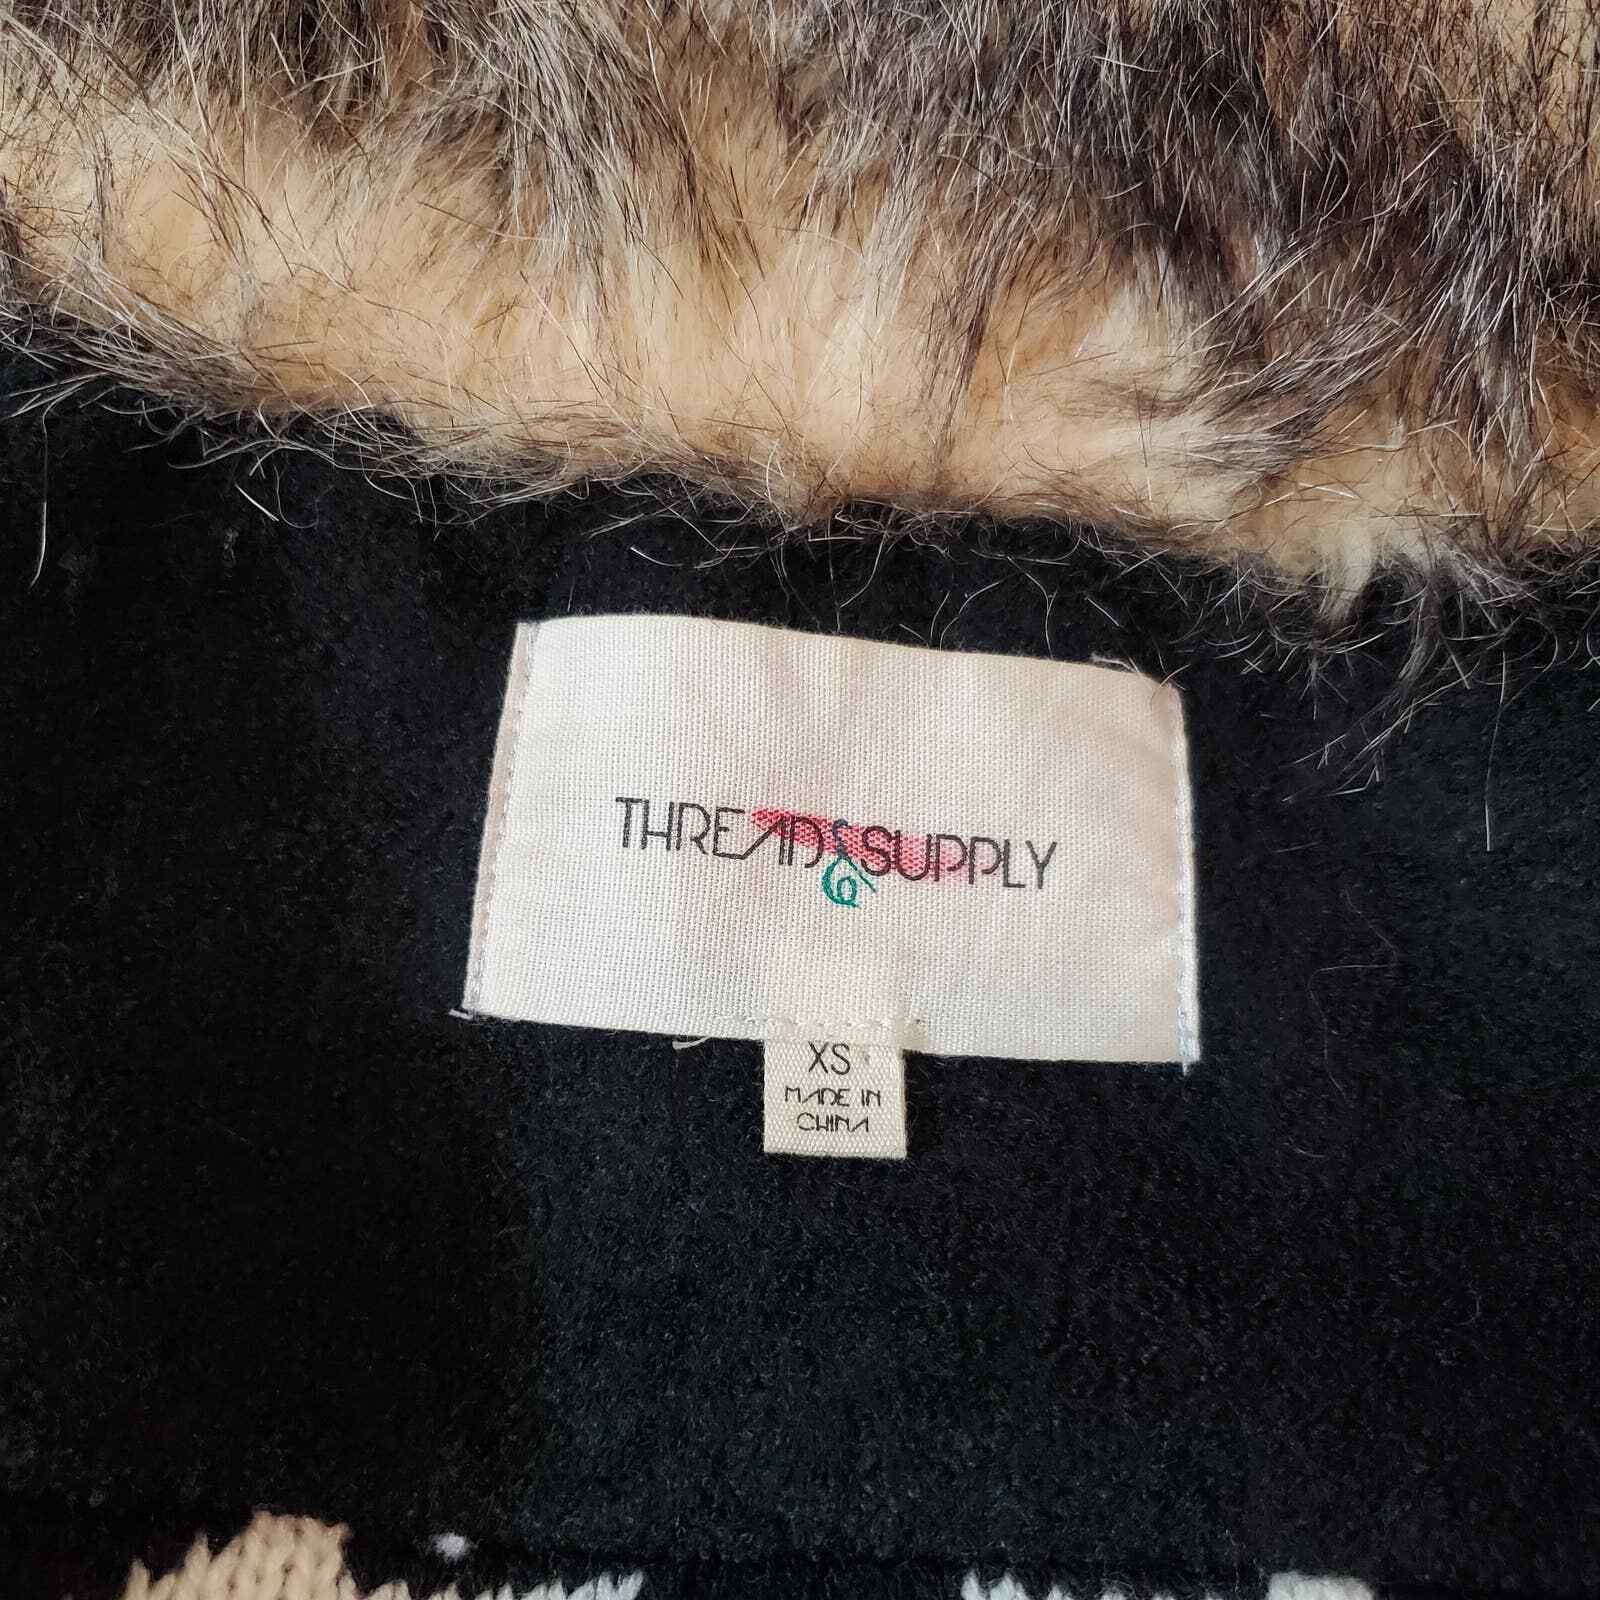 THREAD & SUPPLY
XS
MADE IN
CHINA